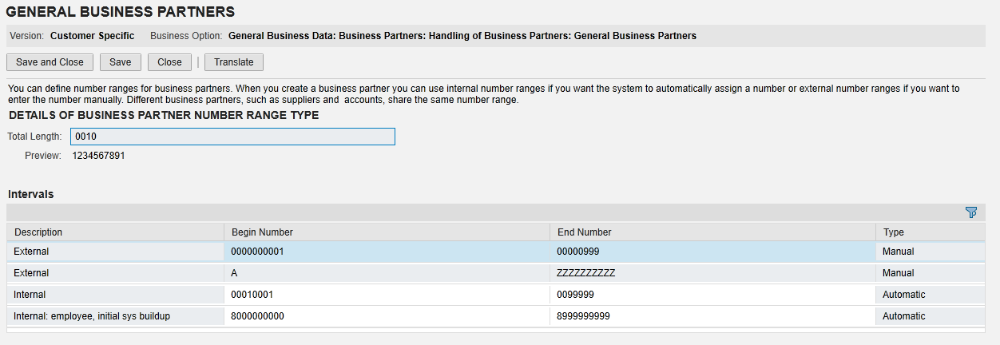 GENERAL BUSINESS PARTNERS
Version: Customer Specific Business Option: General Business Data: Business Partners: Handling of Business Partners: General Business Partners
Save and Close Save Close Translate
You can define number ranges for business partners. When you create a business partner you can use internal number ranges if you want the system to automatically assign a number or external number ranges if you want to
enter the number manually. Different business partners, such as suppliers and accounts, share the same number range.
DETAILS OF BUSINESS PARTNER NUMBER RANGE TYPE
Total Length: 0010
Preview: 1234567891
Intervals
Description Begin Number End Number Type
External 0000000001 00000999 Manual
External A ZZZZZZZZZZ Manual
Internal 00010001 0099999 Automatic
Internal: employee, initial sys buildup 8000000000 8999999999 Automatic